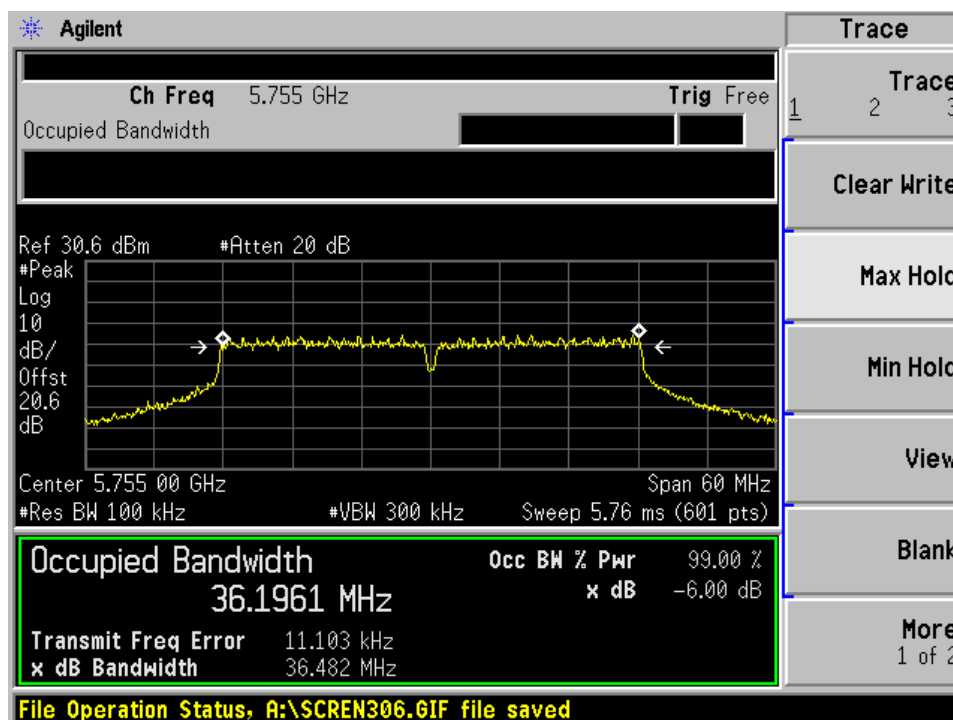 Agilent
Trace
Ch Freq 5.755 GHz Trig Free
Occupied Bandwidth
Trace
1 2 3
Clear Write
Max Hold
Min Hold
View
Blank
More
1 of 2
Ref 30.6 dBm #Atten 20 dB
#Peak
Log
10
dB/
Offst
20.6
dB
Center 5.755 00 GHz Span 60 MHz
#Res BW 100 kHz #VBW 300 kHz Sweep 5.76 ms (601 pts)
Occupied Bandwidth
36.1961 MHz
Occ BW % Pwr 99.00 %
x dB -6.00 dB
Transmit Freq Error 11.103 kHz
x dB Bandwidth 36.482 MHz
File Operation Status, A:\SCREN306.GIF file saved